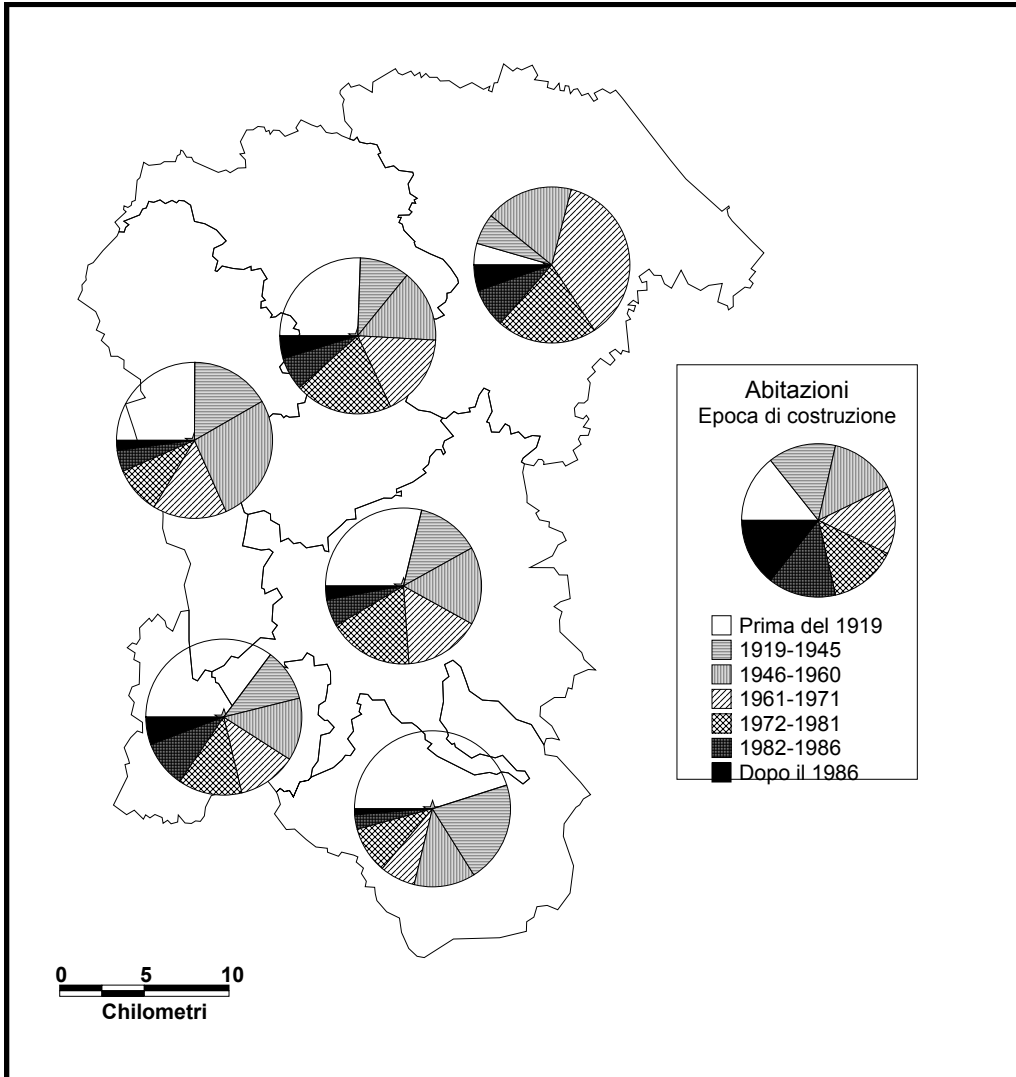 Abitazioni
Epoca di costruzione
Prima del 1919
1919-1945
1946-1960
1961-1971
1972-1981
1982-1986
Dopo il 1986
0 5 10
Chilometri